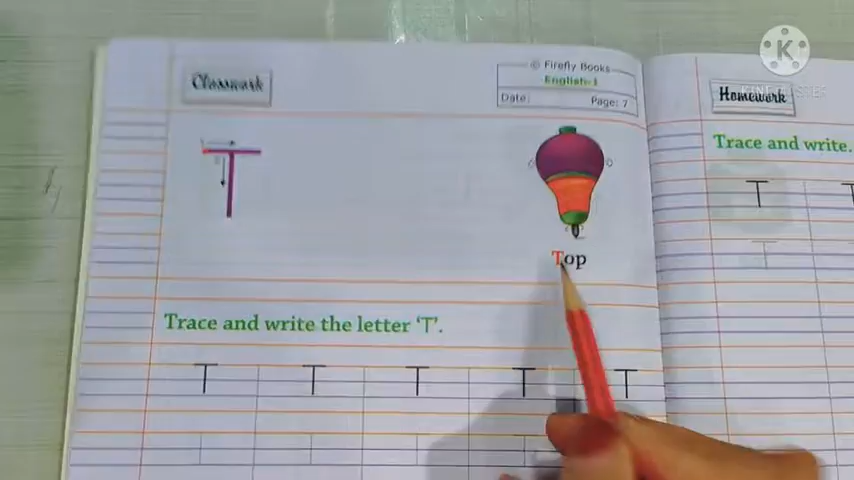 Classwork
© Firefly Books
English-1
Date:
Page: 7
T
Top
Trace and write the letter ‘T’.
T T T T T
T
Homework
Trace and write.
T T
T
K